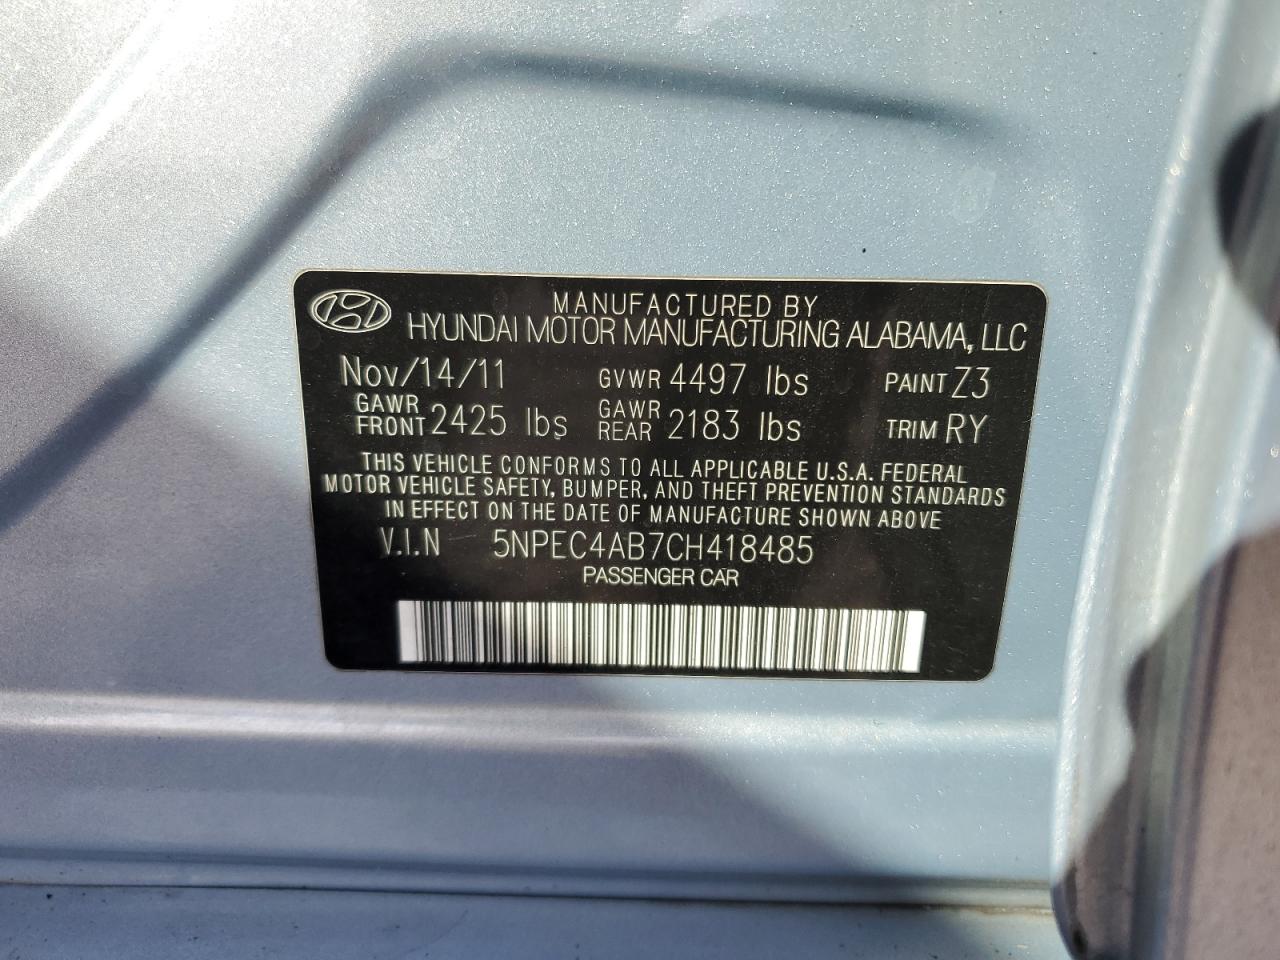 MANUFACTURED BY
HYUNDAI MOTOR MANUFACTURING ALABAMA, LLC
Nov/14/11 GVWR 4497 lbs PAINT Z3
GAWR FRONT 2425 lbs GAWR REAR 2183 lbs TRIM RY
THIS VEHICLE CONFORMS TO ALL APPLICABLE U.S.A. FEDERAL
MOTOR VEHICLE SAFETY, BUMPER, AND THEFT PREVENTION STANDARDS
IN EFFECT ON THE DATE OF MANUFACTURE SHOWN ABOVE
V.I.N 5NPEC4AB7CH418485
PASSENGER CAR